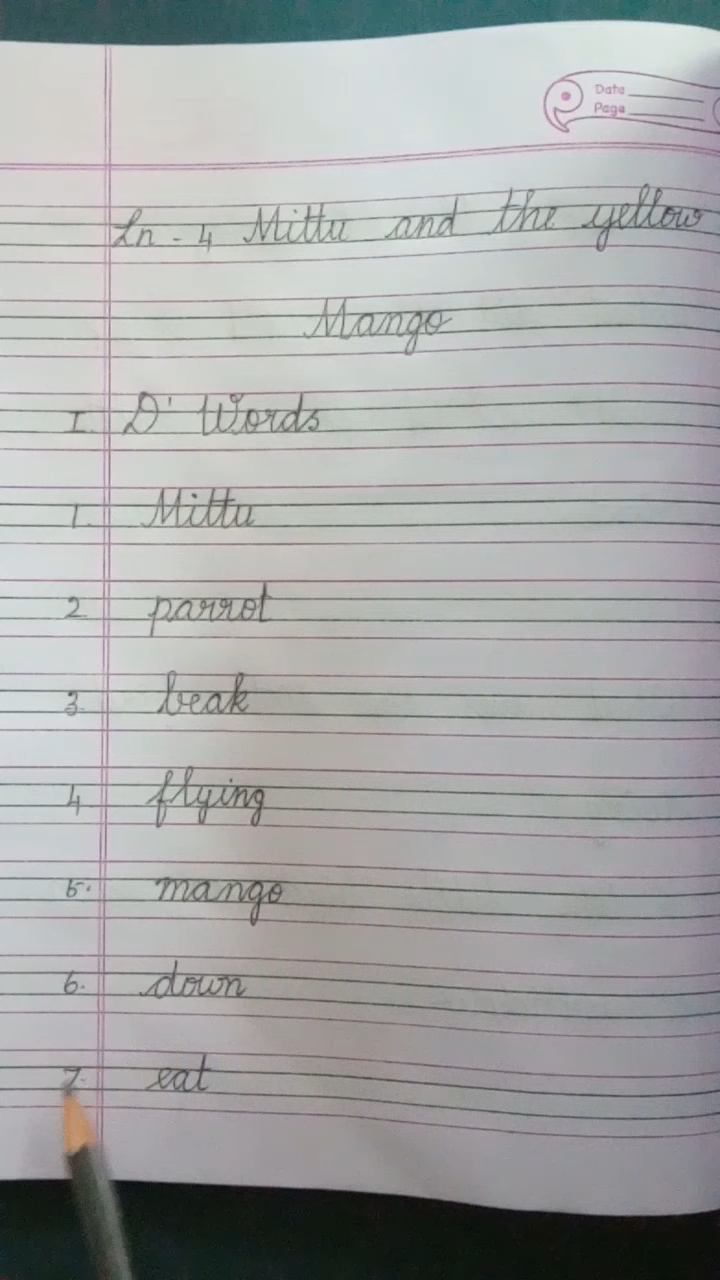 Date
Page
Ln - 4 Mittu and the yellow
Mango
I. D' Words
1. Mittu
2. parrot
3. beak
4. flying
5. mango
6. down
7. eat